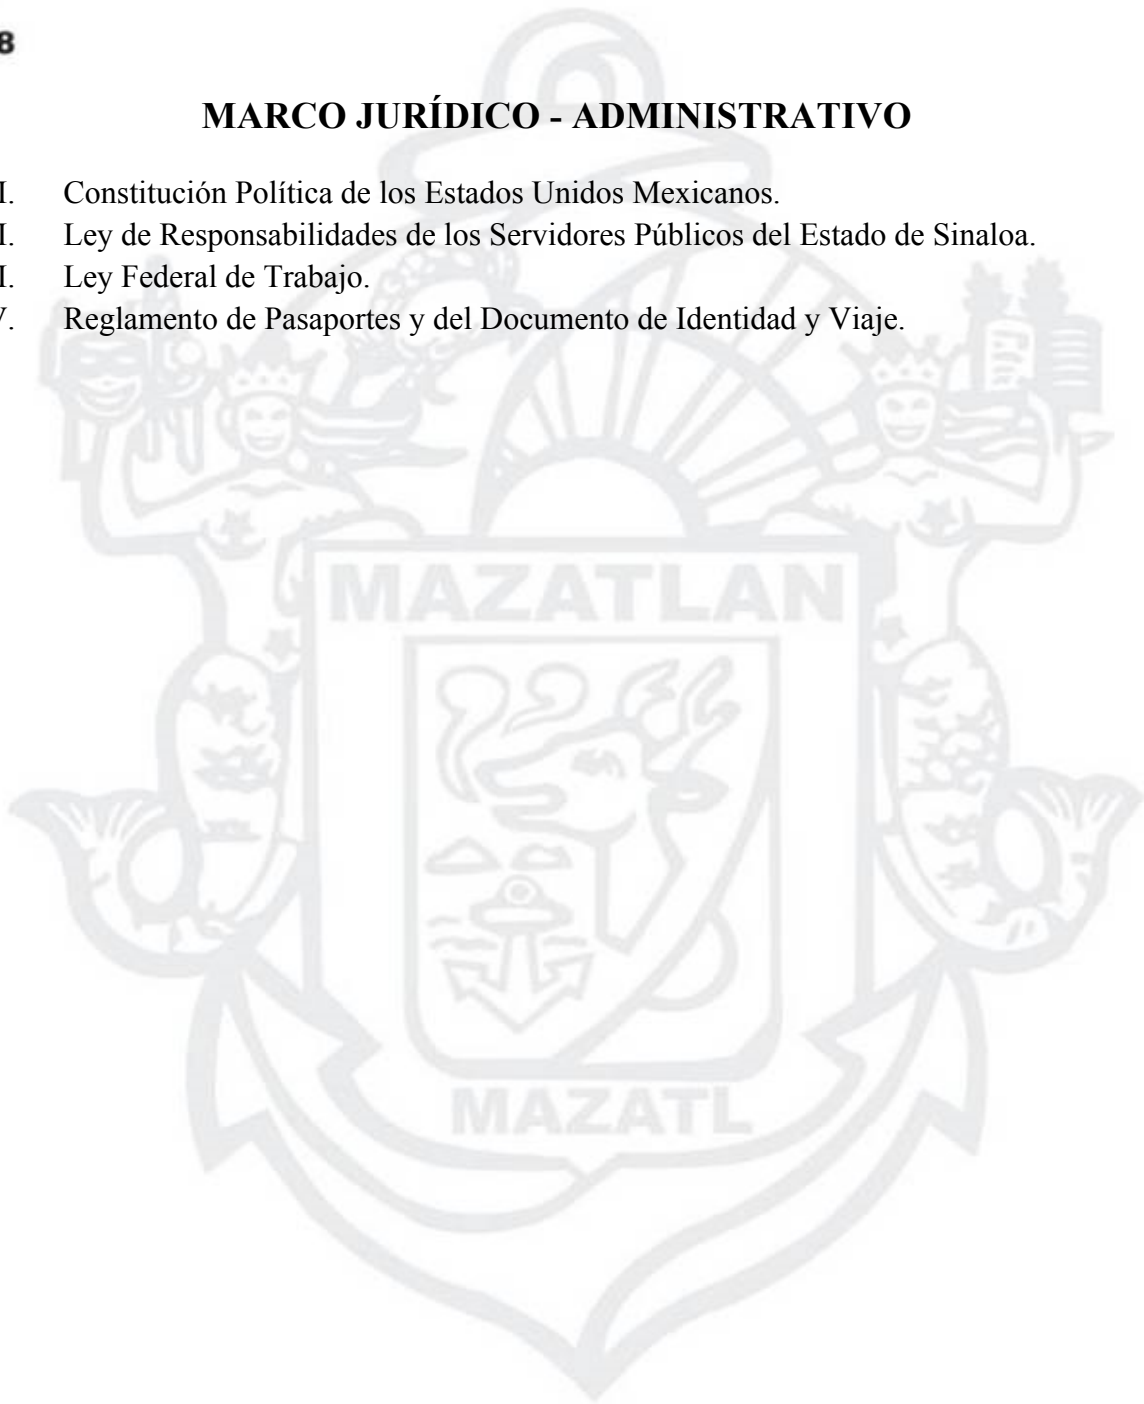 8
MARCO JURÍDICO - ADMINISTRATIVO
I. Constitución Política de los Estados Unidos Mexicanos.
I. Ley de Responsabilidades de los Servidores Públicos del Estado de Sinaloa.
I. Ley Federal de Trabajo.
V. Reglamento de Pasaportes y del Documento de Identidad y Viaje.
MAZATLAN
MAZATL